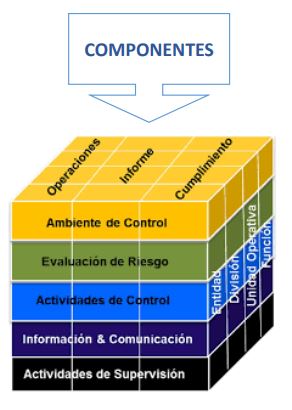 COMPONENTES
Operaciones
Informe
Cumplimiento
Ambiente de Control
Evaluación de Riesgo
Actividades de Control
Información & Comunicación
Actividades de Supervisión
Entidad
División
Unidad Operativa
Función